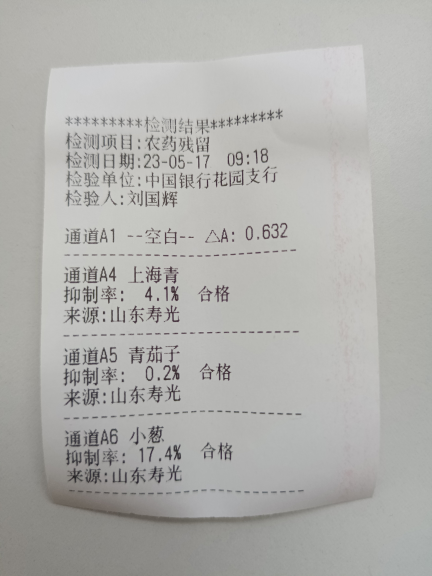 *********检测结果*********
检测项目:农药残留
检测日期:23-05-17 09:18
检验单位:中国银行花园支行
检验人:刘国辉
通道A1 --空白-- △A: 0.632
通道A4 上海青
抑制率: 4.1% 合格
来源:山东寿光
通道A5 青茄子
抑制率: 0.2% 合格
来源:山东寿光
通道A6 小葱
抑制率: 17.4% 合格
来源:山东寿光